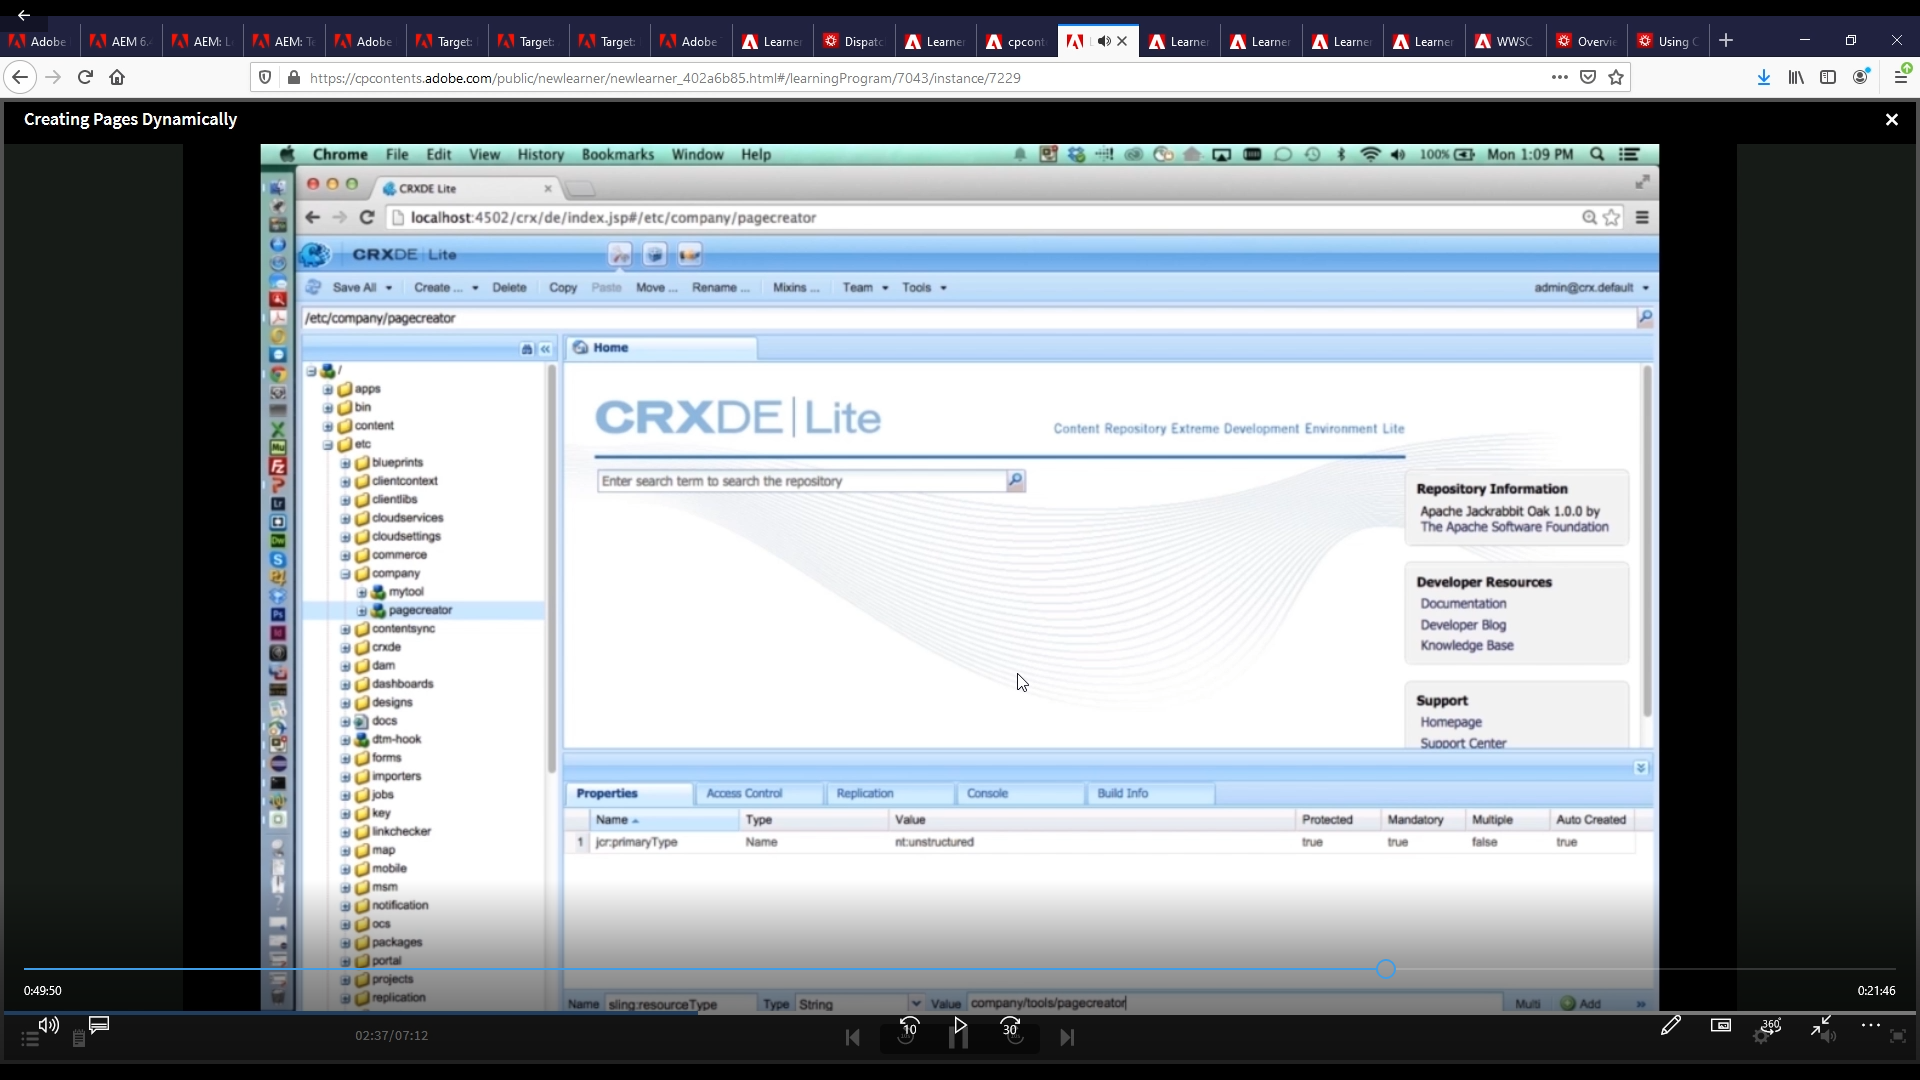 Adobe
AEM 6.
AEM: L
AEM: Te
Adobe
Target:
Target:
Target:
Adobe
Learner
Dispatc
Learner
cpcont
Learner
Learner
Learner
Learner
WWSC
Overvie
Using C
https://cpcontents.adobe.com/public/newlearner/newlearner_402a6b85.html#/learningProgram/7043/instance/7229
Creating Pages Dynamically
Chrome File Edit View History Bookmarks Window Help
100% Mon 1:09 PM
CRXDE Lite
localhost:4502/crx/de/index.jsp#/etc/company/pagecreator
CRXDE Lite
Save All Create ... Delete Copy Paste Move ... Rename ... Mixins ... Team Tools admin@crx.default
/etc/company/pagecreator
Home
/
apps
bin
content
etc
blueprints
clientcontext
clientlibs
cloudservices
cloudsettings
commerce
company
mytool
pagecreator
contentsync
crxde
dam
dashboards
designs
docs
dtm-hook
forms
importers
jobs
key
linkchecker
map
mobile
msm
notification
ocs
packages
portal
projects
replication
CRXDE Lite
Content Repository Extreme Development Environment Lite
Enter search term to search the repository
Repository Information
Apache Jackrabbit Oak 1.0.0 by
The Apache Software Foundation
Developer Resources
Documentation
Developer Blog
Knowledge Base
Support
Homepage
Support Center
Properties Access Control Replication Console Build Info
Name Type Value Protected Mandatory Multiple Auto Created
1 jcr:primaryType Name nt:unstructured true true false true
Name sling:resourceType Type String Value company/tools/pagecreator Multi Add »
0:49:50
0:21:46
02:37/07:12
10
30
360